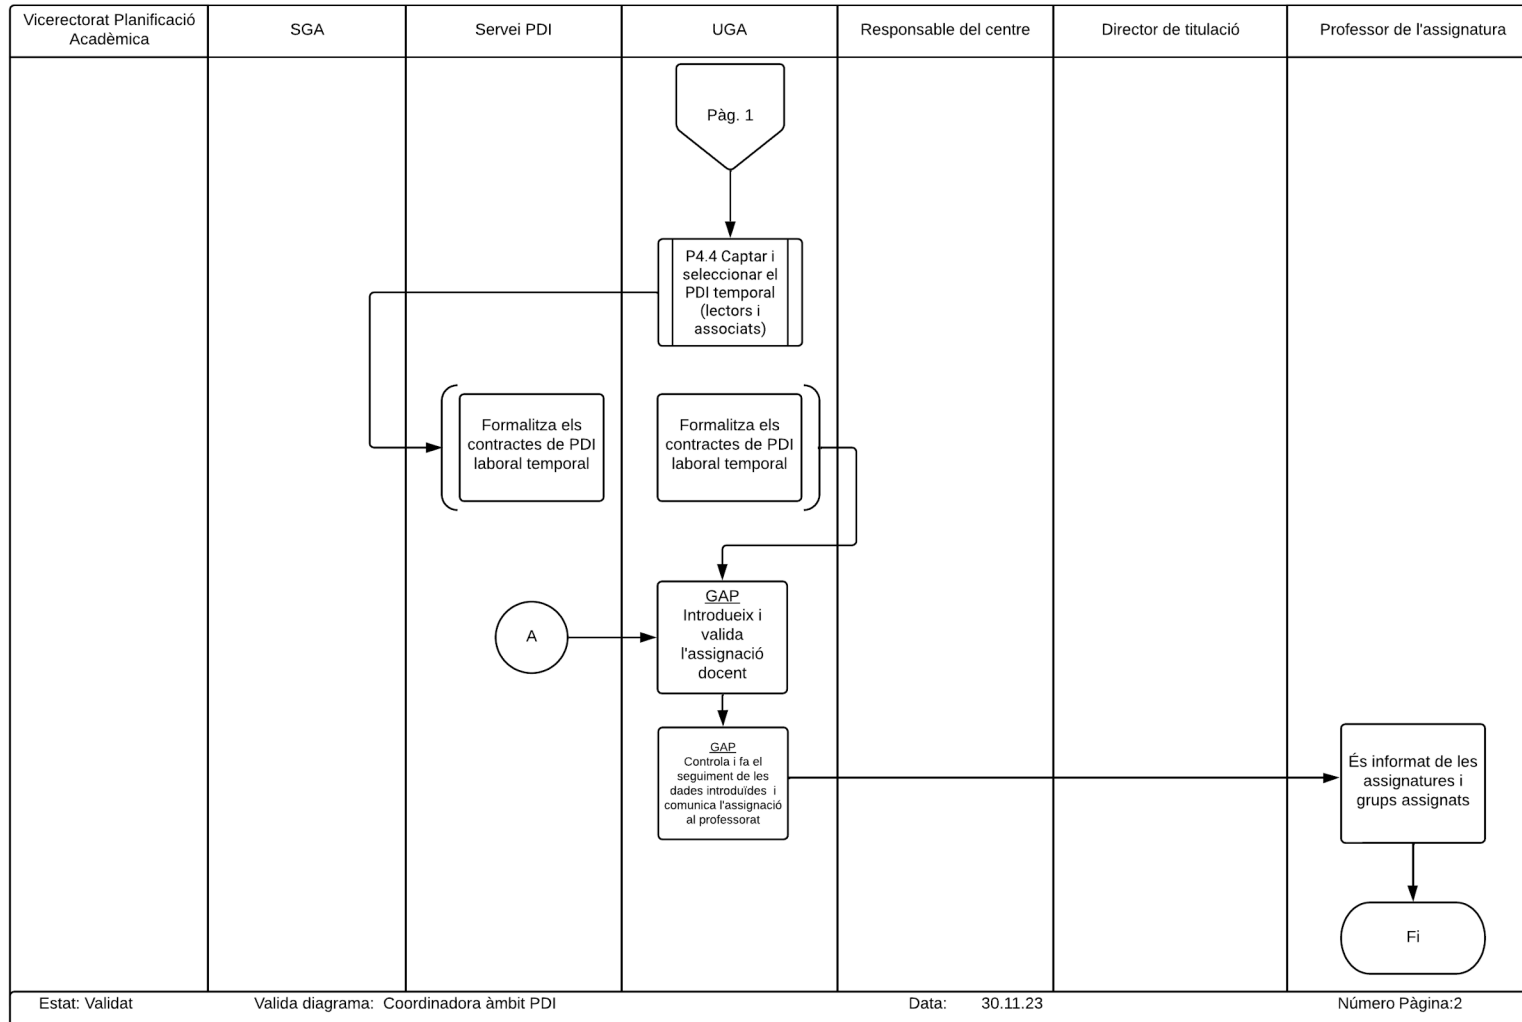 Vicerectorat Planificació
Acadèmica
SGA
Servei PDI
UGA
Responsable del centre
Director de titulació
Professor de l'assignatura
Pàg. 1
P4.4 Captar i
seleccionar el
PDI temporal
(lectors i
associats)
Formalitza els
contractes de PDI
laboral temporal
Formalitza els
contractes de PDI
laboral temporal
A
GAP
Introdueix i
valida
l'assignació
docent
GAP
Controla i fa el
seguiment de les
dades introduïdes i
comunica l'assignació
al professorat
És informat de les
assignatures i
grups assignats
Fi
Estat: Validat
Valida diagrama: Coordinadora àmbit PDI
Data: 30.11.23
Número Pàgina:2